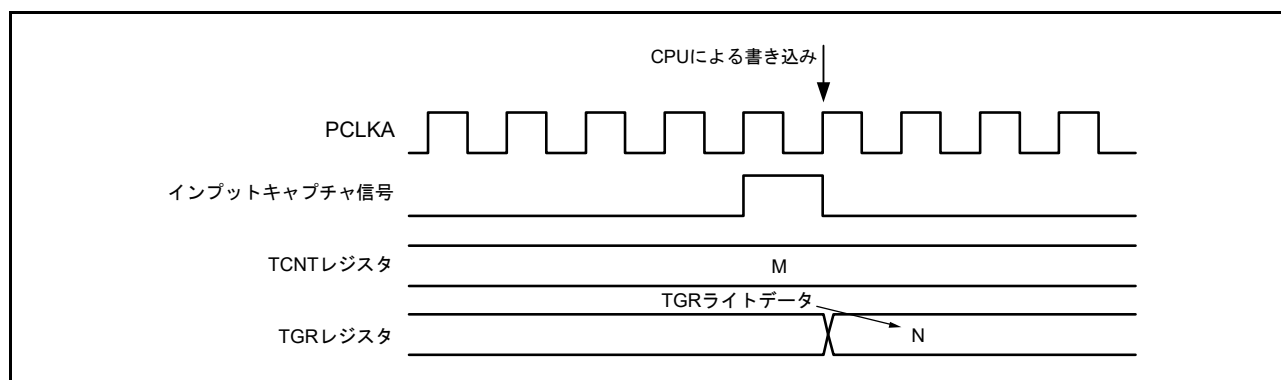 CPUによる書き込み
PCLKA
インプットキャプチャ信号
TCNTレジスタ
M
TGRライトデータ
TGRレジスタ
N